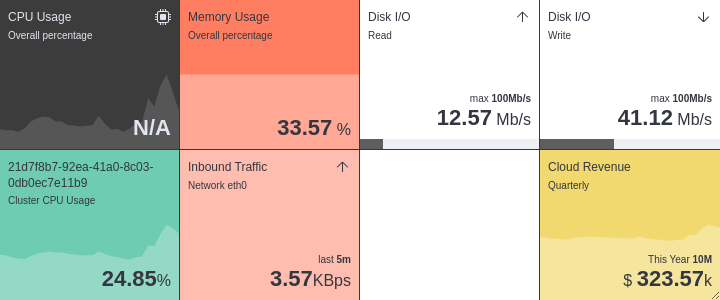 CPU Usage
Overall percentage
N/A
Memory Usage
Overall percentage
33.57 %
Disk I/O
Read
max 100Mb/s
12.57 Mb/s
Disk I/O
Write
max 100Mb/s
41.12 Mb/s
21d7f8b7-92ea-41a0-8c03-
0db0ec7e11b9
Cluster CPU Usage
24.85%
Inbound Traffic
Network eth0
last 5m
3.57KBps
Cloud Revenue
Quarterly
This Year 10M
$ 323.57k